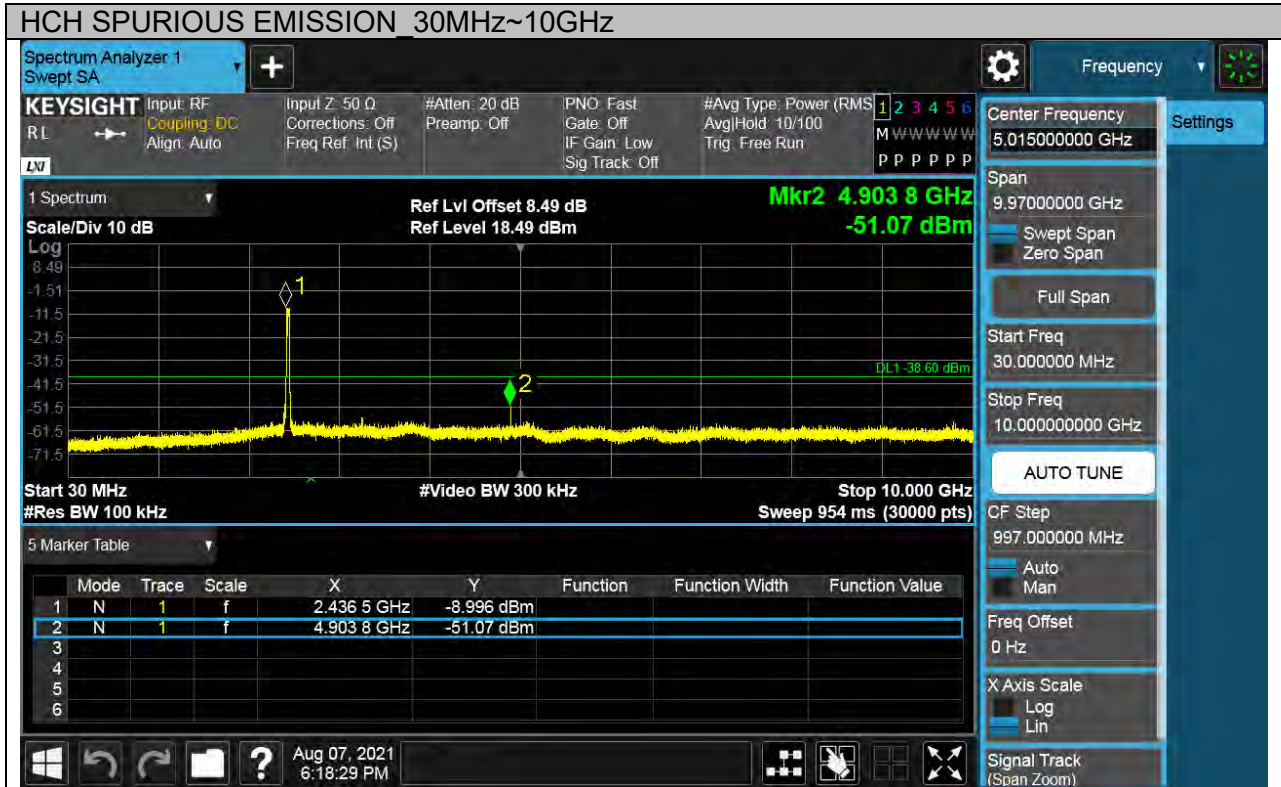 HCH SPURIOUS EMISSION_30MHz~10GHz
Spectrum Analyzer 1
Swept SA
Frequency
KEYSIGHT
RL
LXI
Input: RF
Coupling: DC
Align: Auto
Input Z: 50 Ω
Corrections: Off
Freq Ref: Int (S)
#Atten: 20 dB
Preamp: Off
PNO: Fast
Gate: Off
IF Gain: Low
Sig Track: Off
#Avg Type: Power (RMS
Avg|Hold: 10/100
Trig: Free Run
1 2 3 4 5 6
M W W W W W
P P P P P P
1 Spectrum
Scale/Div 10 dB
Ref Lvl Offset 8.49 dB
Ref Level 18.49 dBm
Mkr2 4.903 8 GHz
-51.07 dBm
Log
8.49
-1.51
-11.5
-21.5
-31.5
-41.5
-51.5
-61.5
-71.5
1
2
DL1 -38.60 dBm
Start 30 MHz
#Video BW 300 kHz
Stop 10.000 GHz
#Res BW 100 kHz
Sweep 954 ms (30000 pts)
5 Marker Table
Mode Trace Scale X Y Function Function Width Function Value
1 N 1 f 2.436 5 GHz -8.996 dBm
2 N 1 f 4.903 8 GHz -51.07 dBm
3
4
5
6
?
Aug 07, 2021
6:18:29 PM
Center Frequency
5.015000000 GHz
Settings
Span
9.97000000 GHz
Swept Span
Zero Span
Full Span
Start Freq
30.000000 MHz
Stop Freq
10.000000000 GHz
AUTO TUNE
CF Step
997.000000 MHz
Auto
Man
Freq Offset
0 Hz
X Axis Scale
Log
Lin
Signal Track
(Span Zoom)